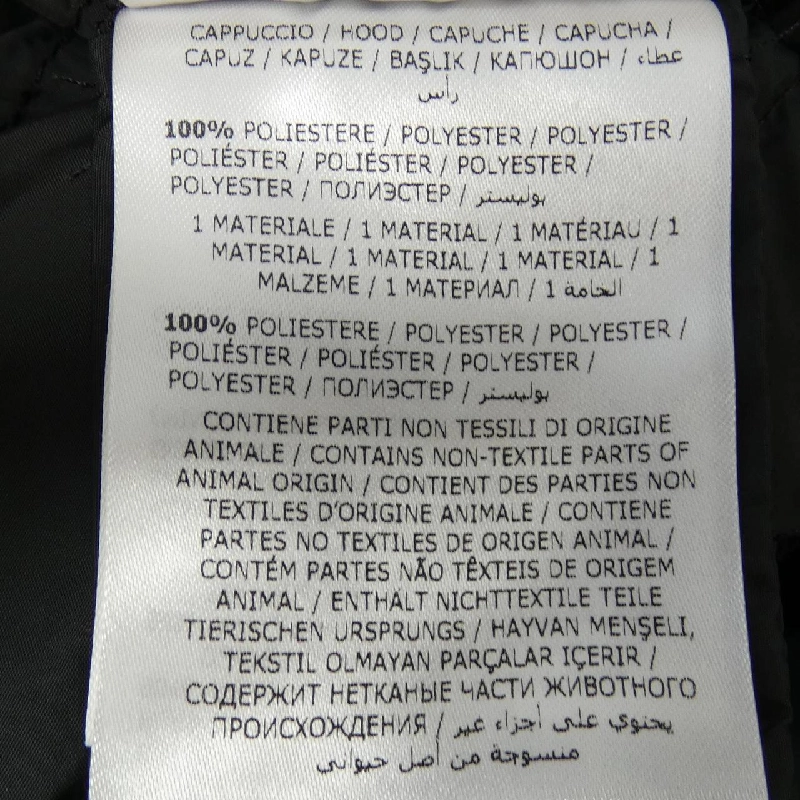 CAPPUCCIO / HOOD / CAPUCHE / CAPUCHA /
CAPUZ / KAPUZE / BAŞLIK / КАПЮШОН / غطاء
رأس
100% POLIESTERE / POLYESTER / POLYESTER /
POLIÉSTER / POLIÉSTER / POLYESTER /
POLYESTER / ПОЛИЭСТЕР / بوليستر
1 MATERIALE / 1 MATERIAL / 1 MATÉRIAU / 1
MATERIAL / 1 MATERIAL / 1 MATERIAL / 1
MALZEME / 1 МАТЕРИАЛ / 1 الخامة
100% POLIESTERE / POLYESTER / POLYESTER /
POLIÉSTER / POLIÉSTER / POLYESTER /
POLYESTER / ПОЛИЭСТЕР / بوليستر
CONTIENE PARTI NON TESSILI DI ORIGINE
ANIMALE / CONTAINS NON-TEXTILE PARTS OF
ANIMAL ORIGIN / CONTIENT DES PARTIES NON
TEXTILES D'ORIGINE ANIMALE / CONTIENE
PARTES NO TEXTILES DE ORIGEN ANIMAL /
CONTÉM PARTES NÃO TÊXTEIS DE ORIGEM
ANIMAL / ENTHÄLT NICHTTEXTILE TEILE
TIERISCHEN URSPRUNGS / HAYVAN MENŞELİ,
TEKSTİL OLMAYAN PARÇALAR İÇERİR /
СОДЕРЖИТ НЕТКАНЫЕ ЧАСТИ ЖИВОТНОГО
ПРОИСХОЖДЕНИЯ / يحتوي على أجزاء غير
منسوجة من أصل حيواني